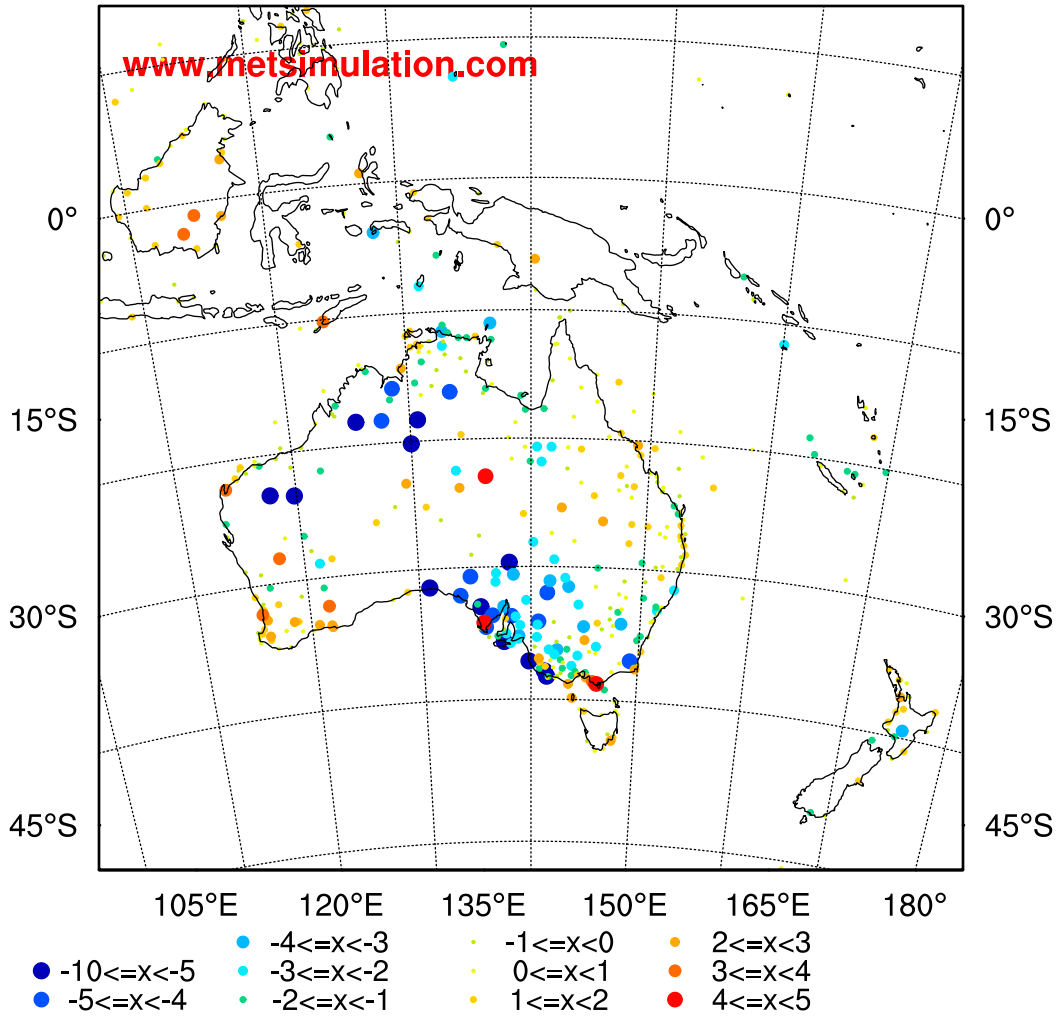 www.metsimulation.com
0° 0°
15°S 15°S
30°S 30°S
45°S 45°S
105°E 120°E 135°E 150°E 165°E 180°
-4<=x<-3 -1<=x<0 2<=x<3
-10<=x<-5 -3<=x<-2 0<=x<1 3<=x<4
-5<=x<-4 -2<=x<-1 1<=x<2 4<=x<5